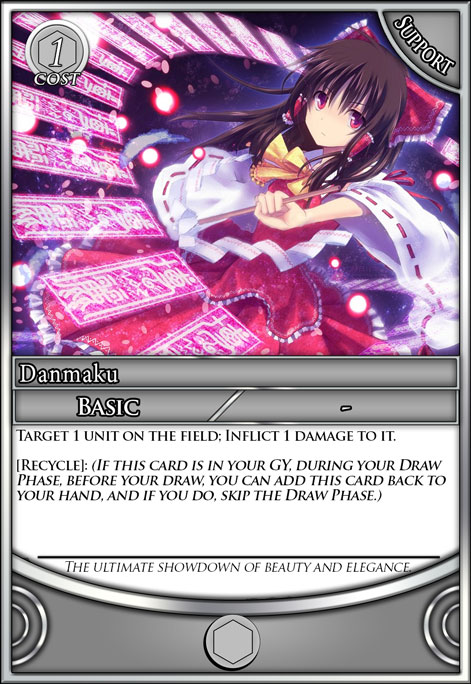 1
COST
SUPPORT
Danmaku
BASIC / -
TARGET 1 UNIT ON THE FIELD; INFLICT 1 DAMAGE TO IT.
[RECYCLE]: (IF THIS CARD IS IN YOUR GY, DURING YOUR DRAW
PHASE, BEFORE YOUR DRAW, YOU CAN ADD THIS CARD BACK TO
YOUR HAND, AND IF YOU DO, SKIP THE DRAW PHASE.)
THE ULTIMATE SHOWDOWN OF BEAUTY AND ELEGANCE.